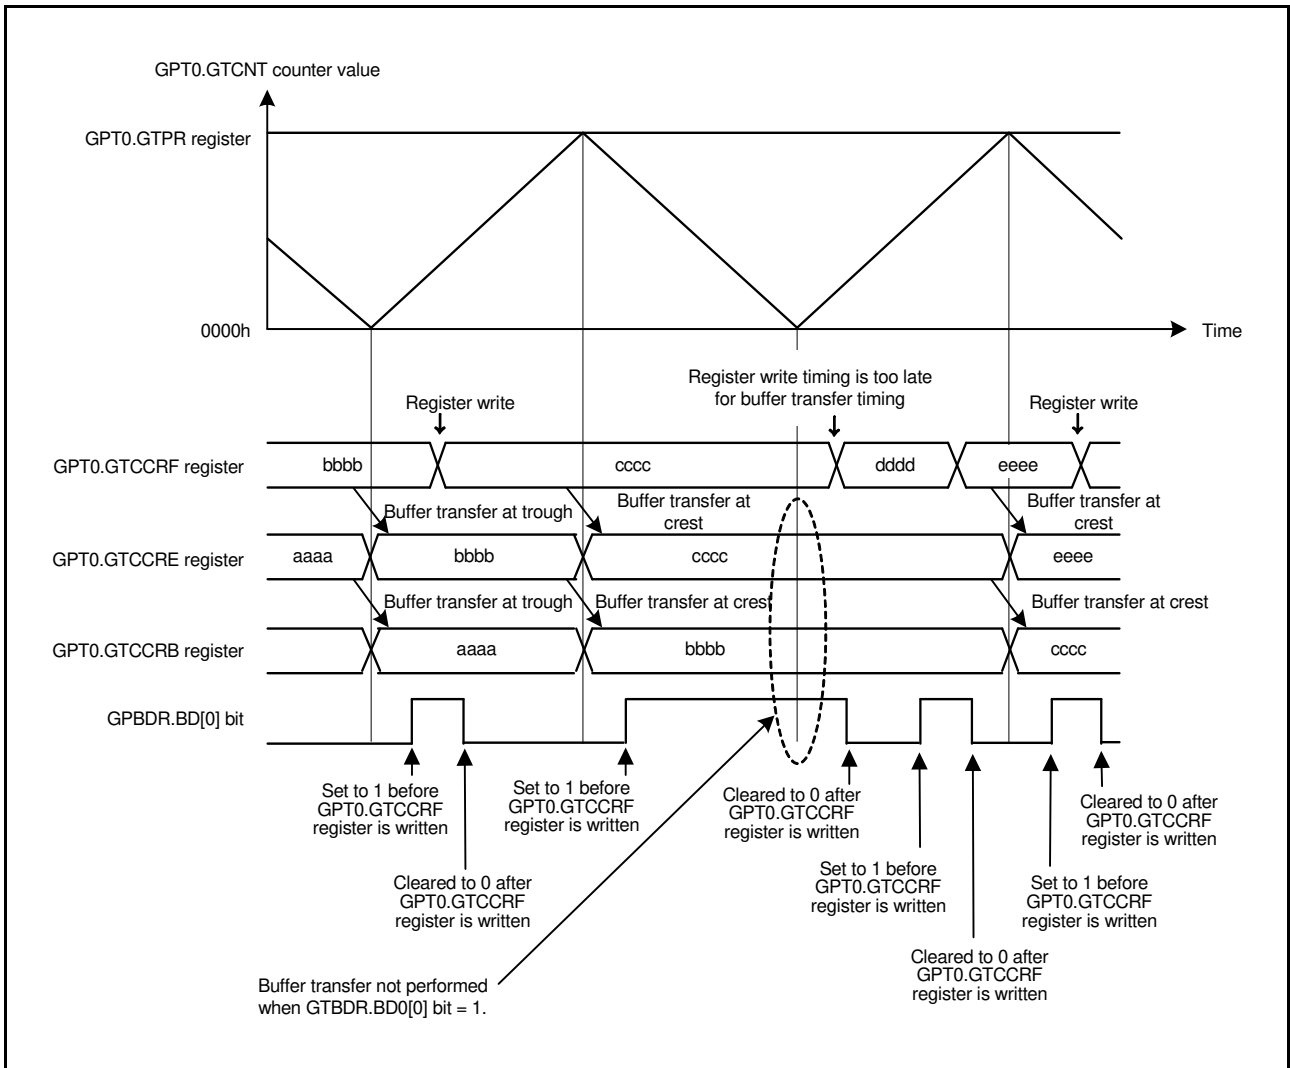 GPT0.GTCNT counter value
GPT0.GTPR register
0000h
Time
Register write timing is too late
for buffer transfer timing
Register write
Register write
GPT0.GTCCRF register
bbbb
cccc
dddd
eeee
Buffer transfer at trough
Buffer transfer at
crest
Buffer transfer at
crest
GPT0.GTCCRE register
aaaa
bbbb
cccc
eeee
Buffer transfer at trough
Buffer transfer at crest
Buffer transfer at crest
GPT0.GTCCRB register
aaaa
bbbb
cccc
GPBDR.BD[0] bit
Set to 1 before
GPT0.GTCCRF
register is written
Set to 1 before
GPT0.GTCCRF
register is written
Cleared to 0 after
GPT0.GTCCRF
register is written
Cleared to 0 after
GPT0.GTCCRF
register is written
Cleared to 0 after
GPT0.GTCCRF
register is written
Set to 1 before
GPT0.GTCCRF
register is written
Set to 1 before
GPT0.GTCCRF
register is written
Cleared to 0 after
GPT0.GTCCRF
register is written
Buffer transfer not performed
when GTBDR.BD0[0] bit = 1.